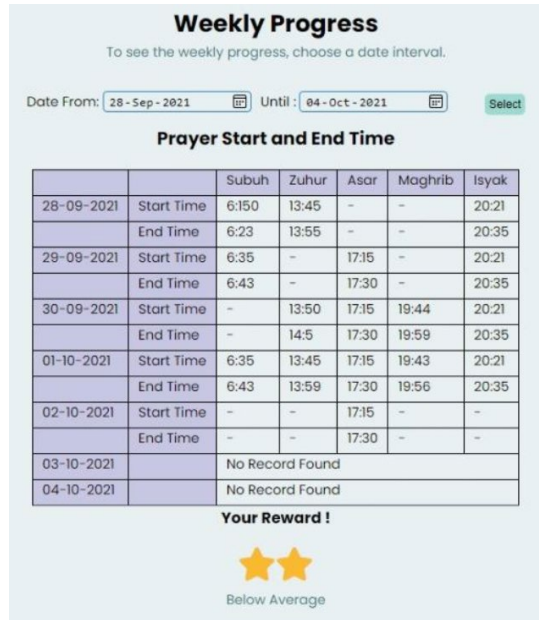 Weekly Progress
To see the weekly progress, choose a date interval.
Date From: 28-Sep-2021 Until : 04-Oct-2021 Select
Prayer Start and End Time
Subuh Zuhur Asar Maghrib Isyak
28-09-2021 Start Time 6:150 13:45 - - 20:21
End Time 6:23 13:55 - - 20:35
29-09-2021 Start Time 6:35 - 17:15 - 20:21
End Time 6:43 - 17:30 - 20:35
30-09-2021 Start Time - 13:50 17:15 19:44 20:21
End Time - 14:5 17:30 19:59 20:35
01-10-2021 Start Time 6:35 13:45 17:15 19:43 20:21
End Time 6:43 13:59 17:30 19:56 20:35
02-10-2021 Start Time - - 17:15 - -
End Time - - 17:30 - -
03-10-2021 No Record Found
04-10-2021 No Record Found
Your Reward !
Below Average